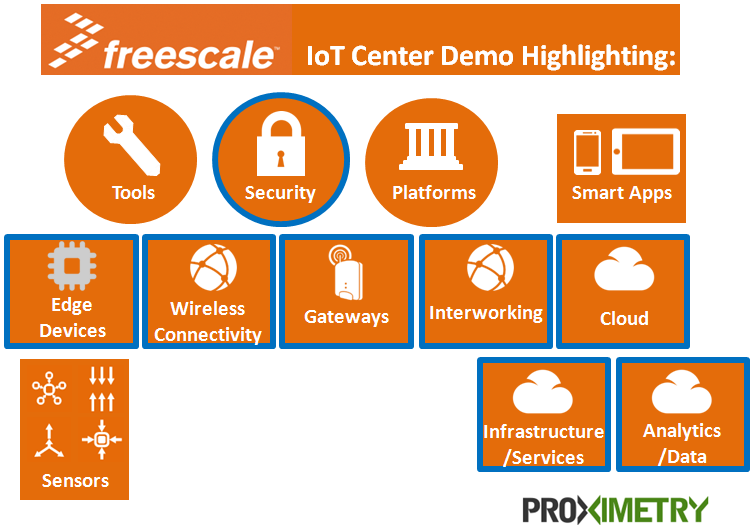 freescale™ IoT Center Demo Highlighting:
Tools
Security
Platforms
Smart Apps
Edge
Devices
Wireless
Connectivity
Gateways
Interworking
Cloud
Sensors
Infrastructure
/Services
Analytics
/Data
PROXIMETRY